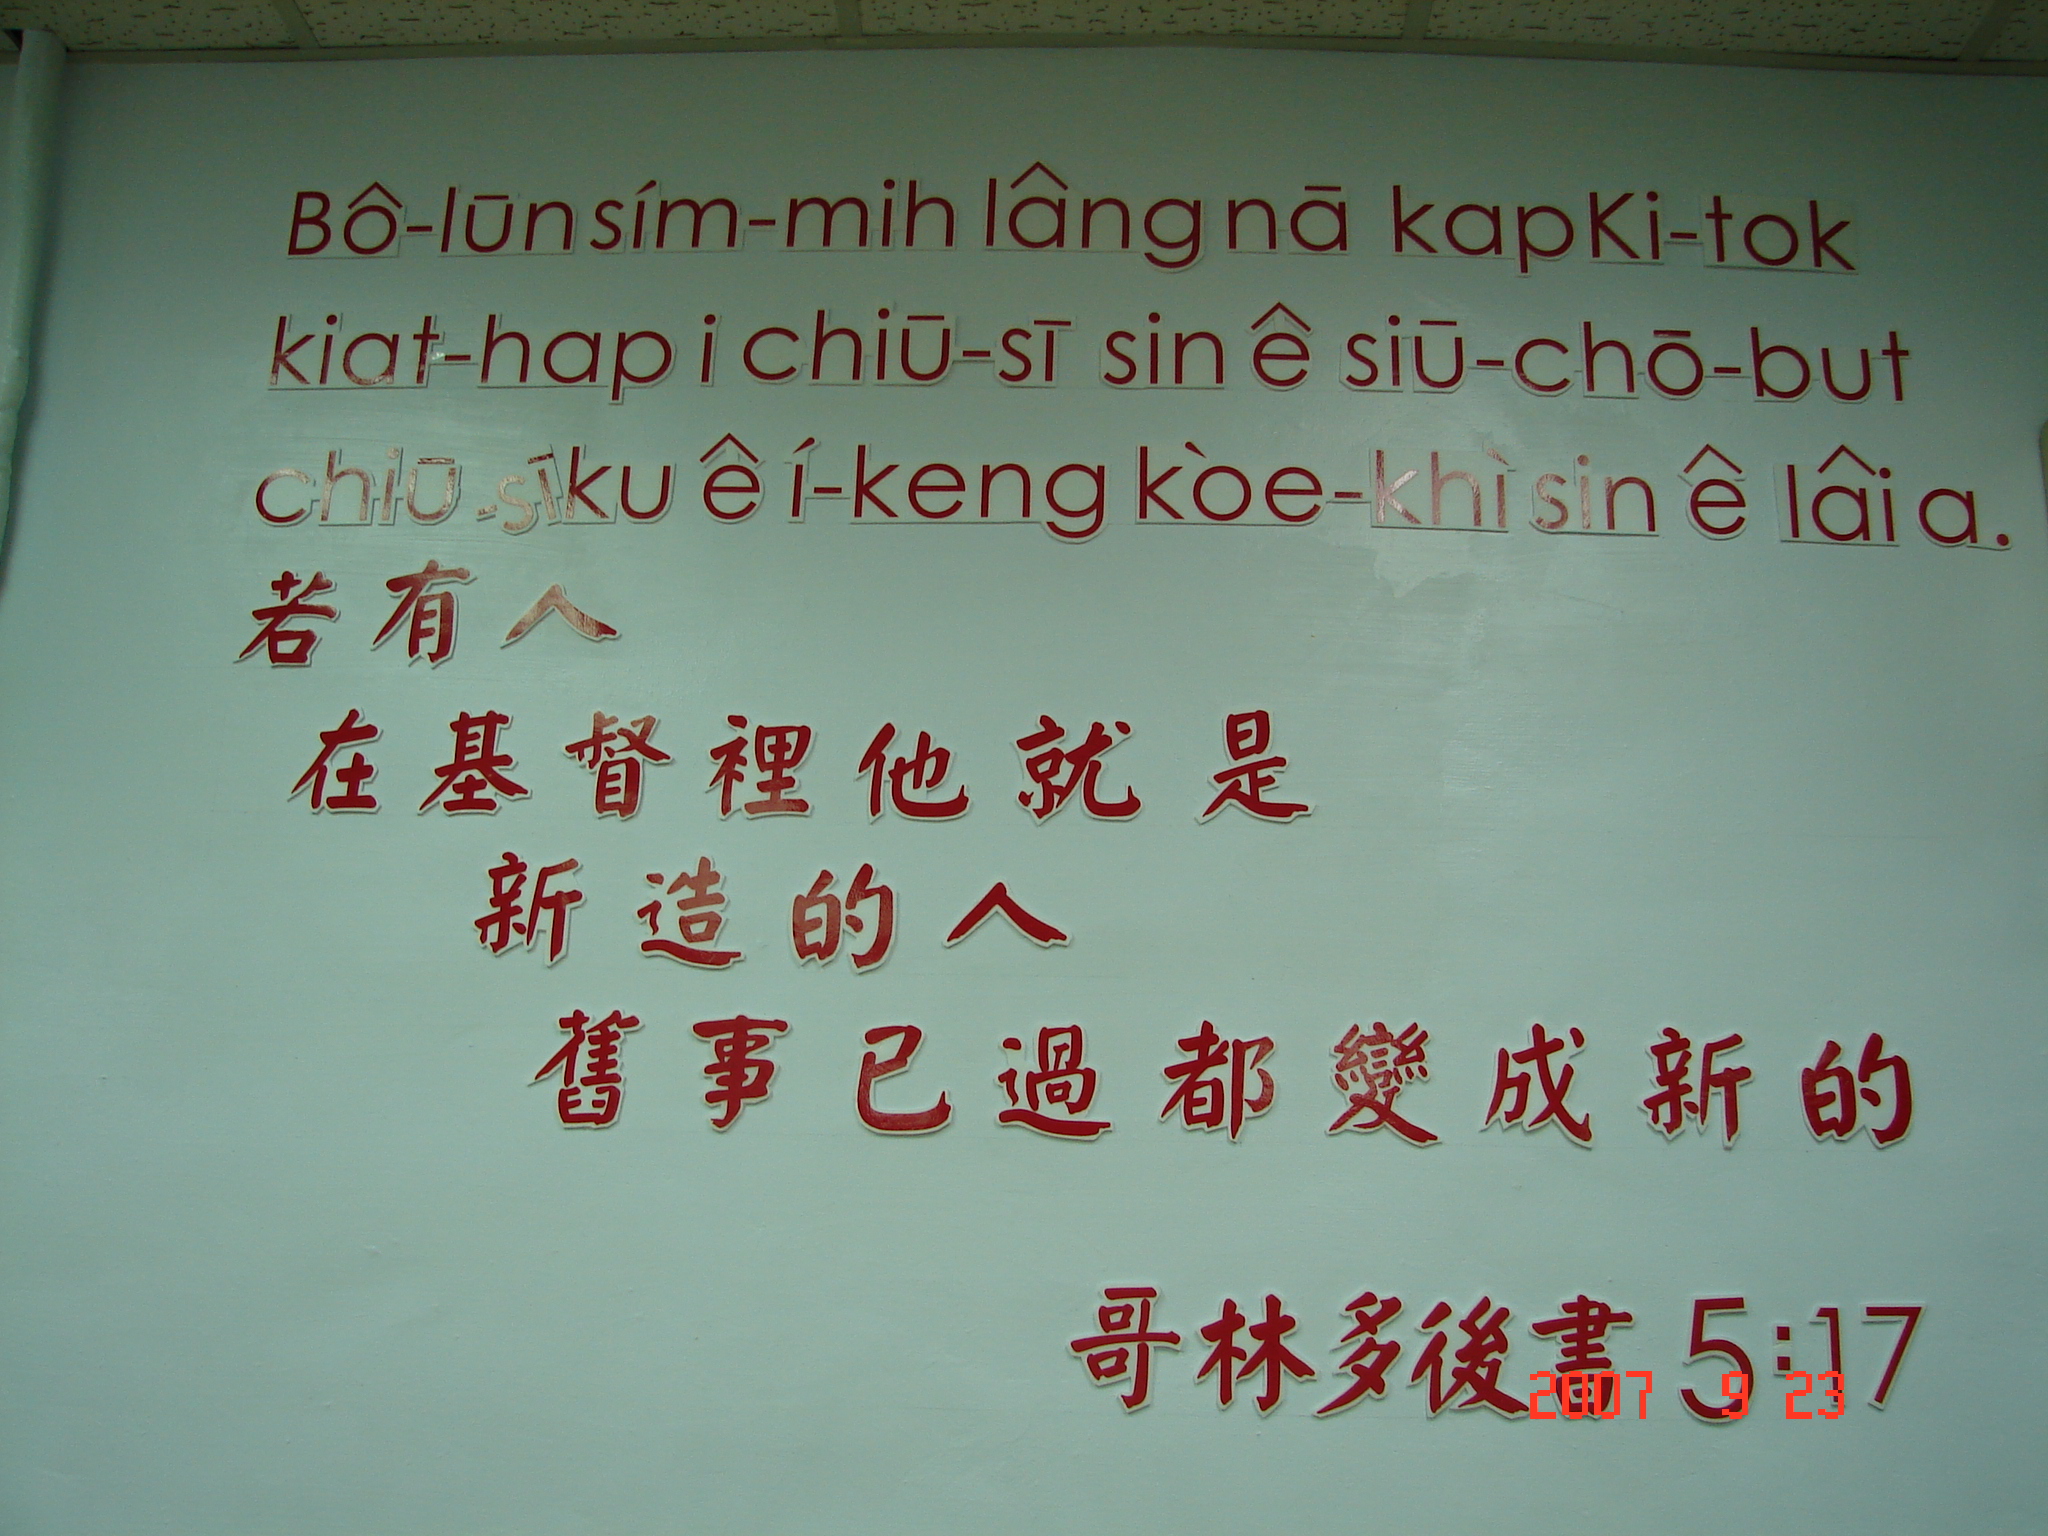 Bô-lūn sím-mih lâng nā kap Ki-tok
kiat-hap i chiū-sī sin ê siū-chō-but
chiū-sī ku ê í-keng kòe-khì sin ê lâi a.
若有人
在基督裡他就是
新造的人
舊事已過都變成新的
哥林多後書 5:17
2007 9 23